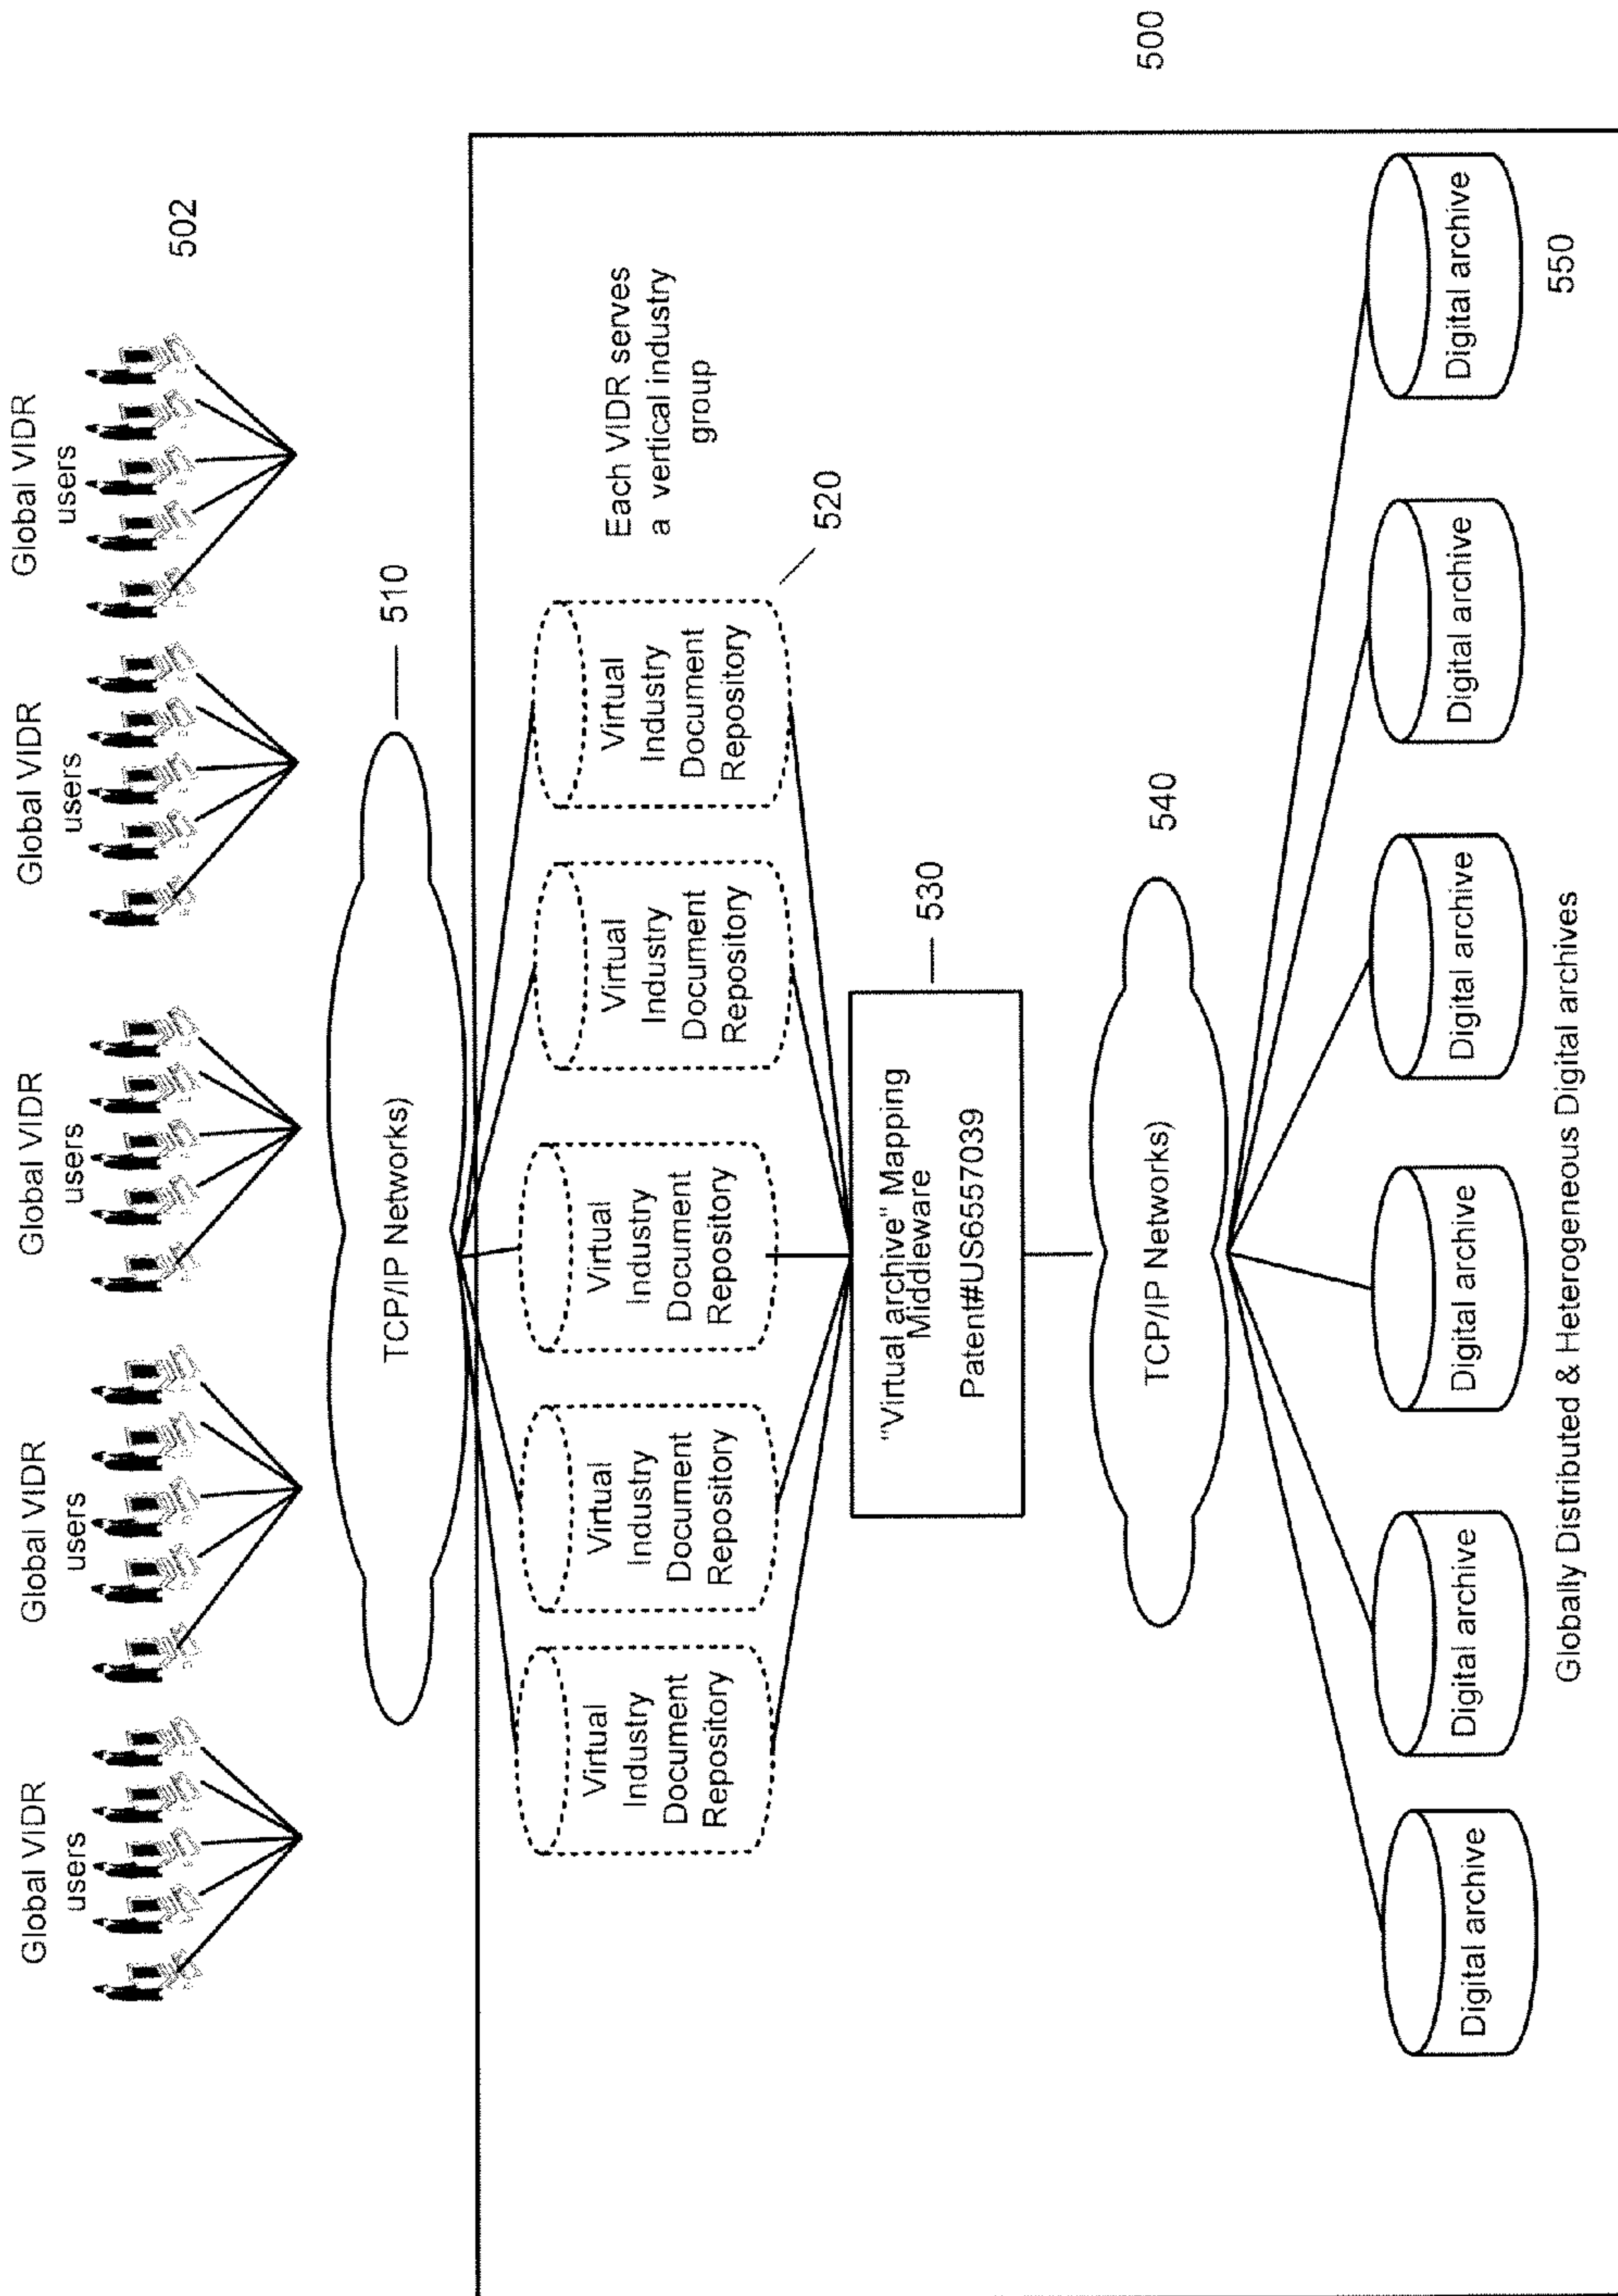 Global VIDR
users
Global VIDR
users
Global VIDR
users
Global VIDR
users
Global VIDR
users
502
TCP/IP Networks)
510
Virtual
Industry
Document
Repository
Virtual
Industry
Document
Repository
Virtual
Industry
Document
Repository
Virtual
Industry
Document
Repository
Virtual
Industry
Document
Repository
Each VIDR serves
a vertical industry
group
520
"Virtual archive" Mapping
Middleware
Patent#US6557039
530
TCP/IP Networks)
540
500
Digital archive
Digital archive
Digital archive
Digital archive
Digital archive
Digital archive
Globally Distributed & Heterogeneous Digital archives
550